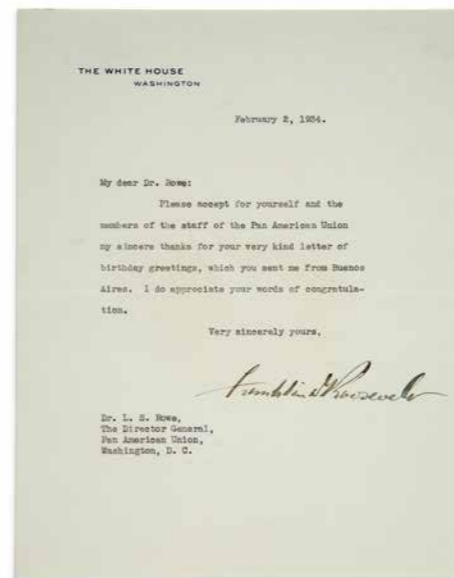 THE WHITE HOUSE
WASHINGTON
February 2, 1934.
My dear Dr. Rowe:
Please accept for yourself and the
members of the staff of the Pan American Union
my sincere thanks for your very kind letter of
birthday greetings, which you sent me from Buenos
Aires. I do appreciate your words of congratula-
tion.
Very sincerely yours,
Franklin D Roosevelt
Dr. L. S. Rowe,
The Director General,
Pan American Union,
Washington, D. C.